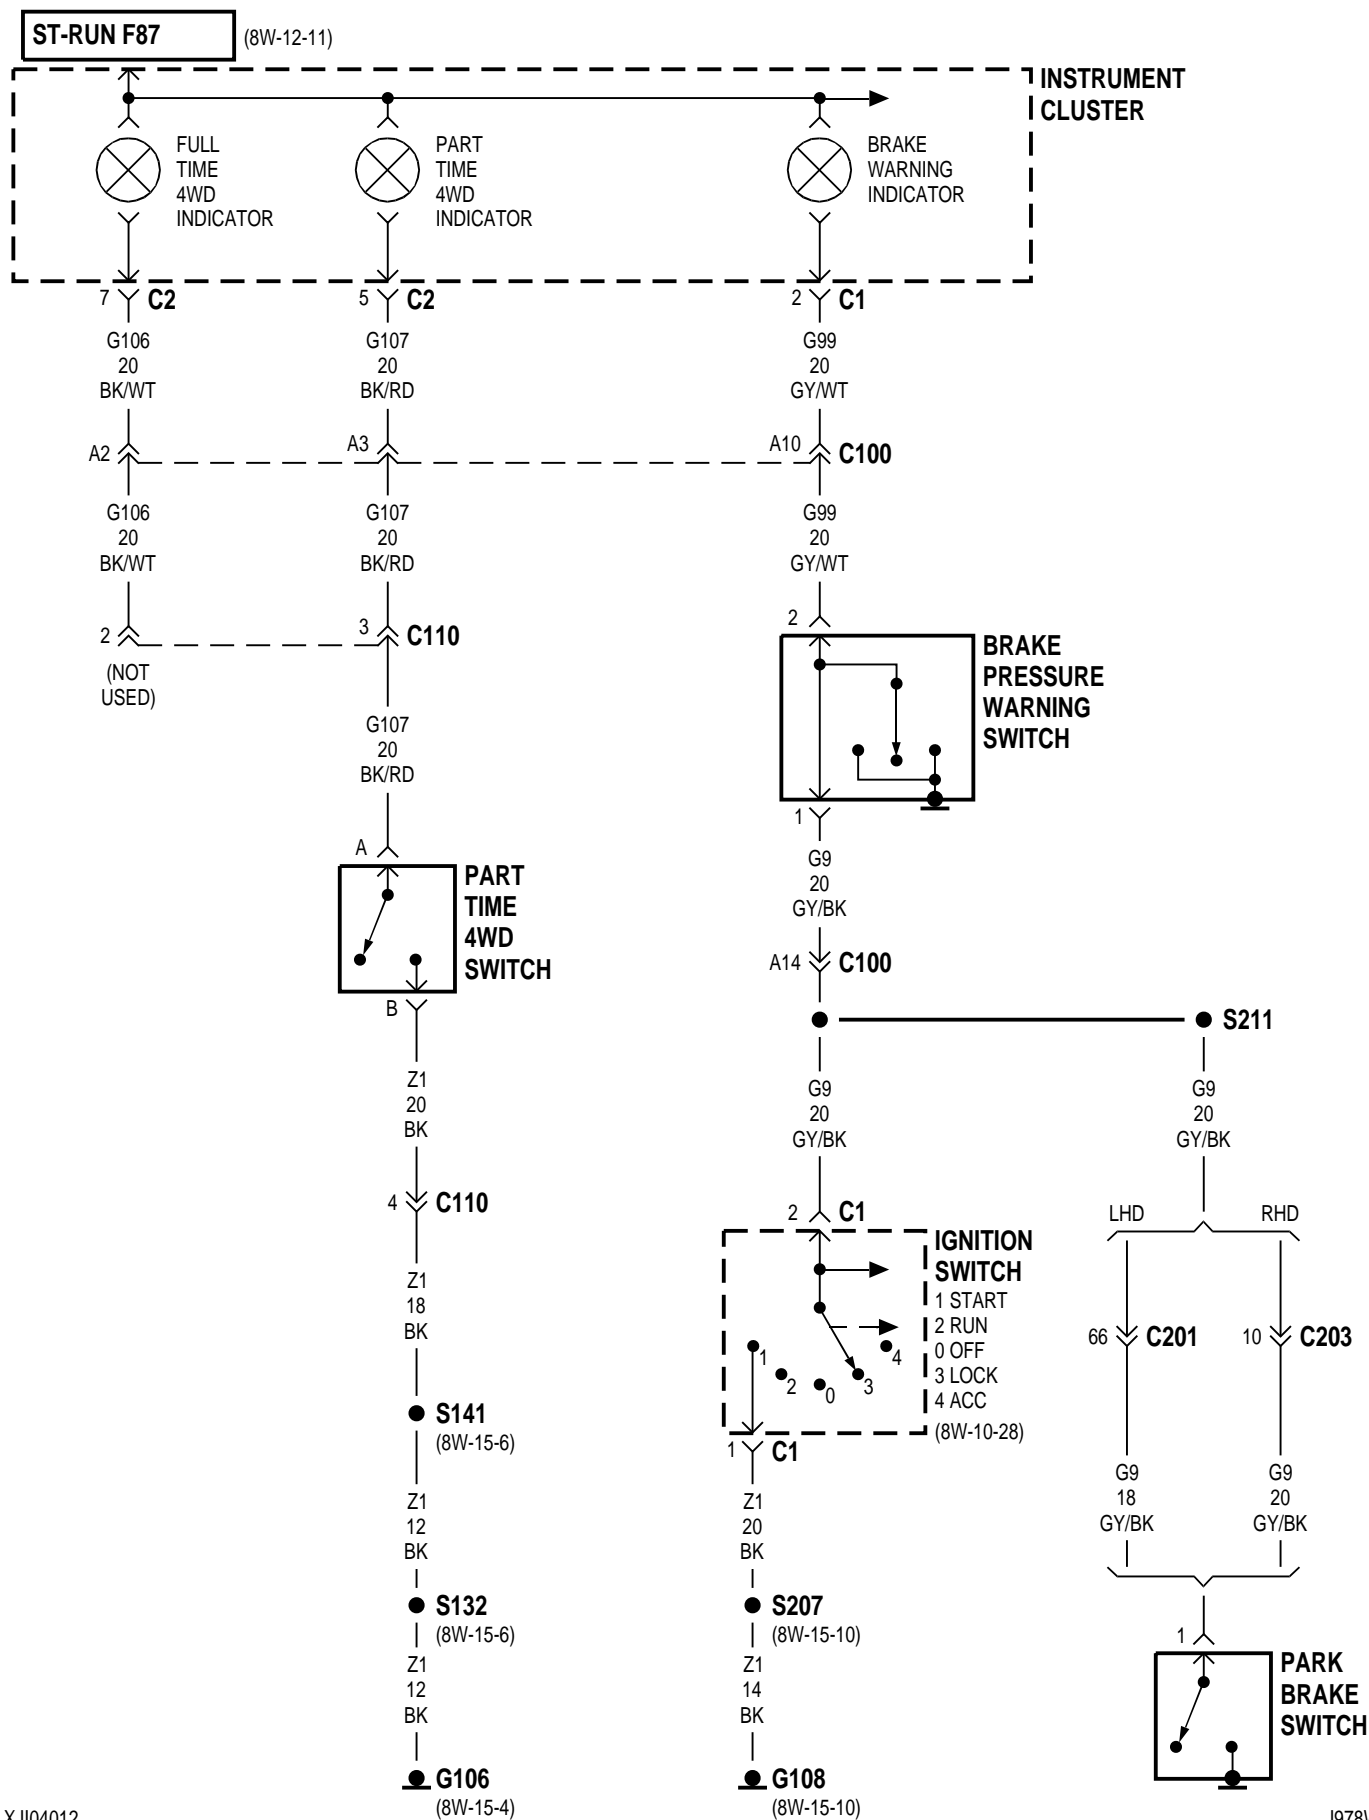 ST-RUN F87 (8W-12-11)
INSTRUMENT
CLUSTER
FULL
TIME
4WD
INDICATOR
PART
TIME
4WD
INDICATOR
BRAKE
WARNING
INDICATOR
7 C2
5 C2
2 C1
G106
20
BK/WT
G107
20
BK/RD
G99
20
GY/WT
A2
A3
A10 C100
G106
20
BK/WT
G107
20
BK/RD
G99
20
GY/WT
2
(NOT
USED)
3 C110
2
BRAKE
PRESSURE
WARNING
SWITCH
G107
20
BK/RD
1
A
PART
TIME
4WD
SWITCH
B
G9
20
GY/BK
A14 C100
S211
Z1
20
BK
G9
20
GY/BK
G9
20
GY/BK
4 C110
2 C1
LHD
RHD
IGNITION
SWITCH
1 START
2 RUN
0 OFF
3 LOCK
4 ACC
(8W-10-28)
1
2
0
3
4
Z1
18
BK
66 C201
10 C203
S141
(8W-15-6)
1 C1
Z1
12
BK
Z1
20
BK
G9
18
GY/BK
G9
20
GY/BK
S132
(8W-15-6)
S207
(8W-15-10)
1
PARK
BRAKE
SWITCH
Z1
12
BK
Z1
14
BK
G106
(8W-15-4)
G108
(8W-15-10)